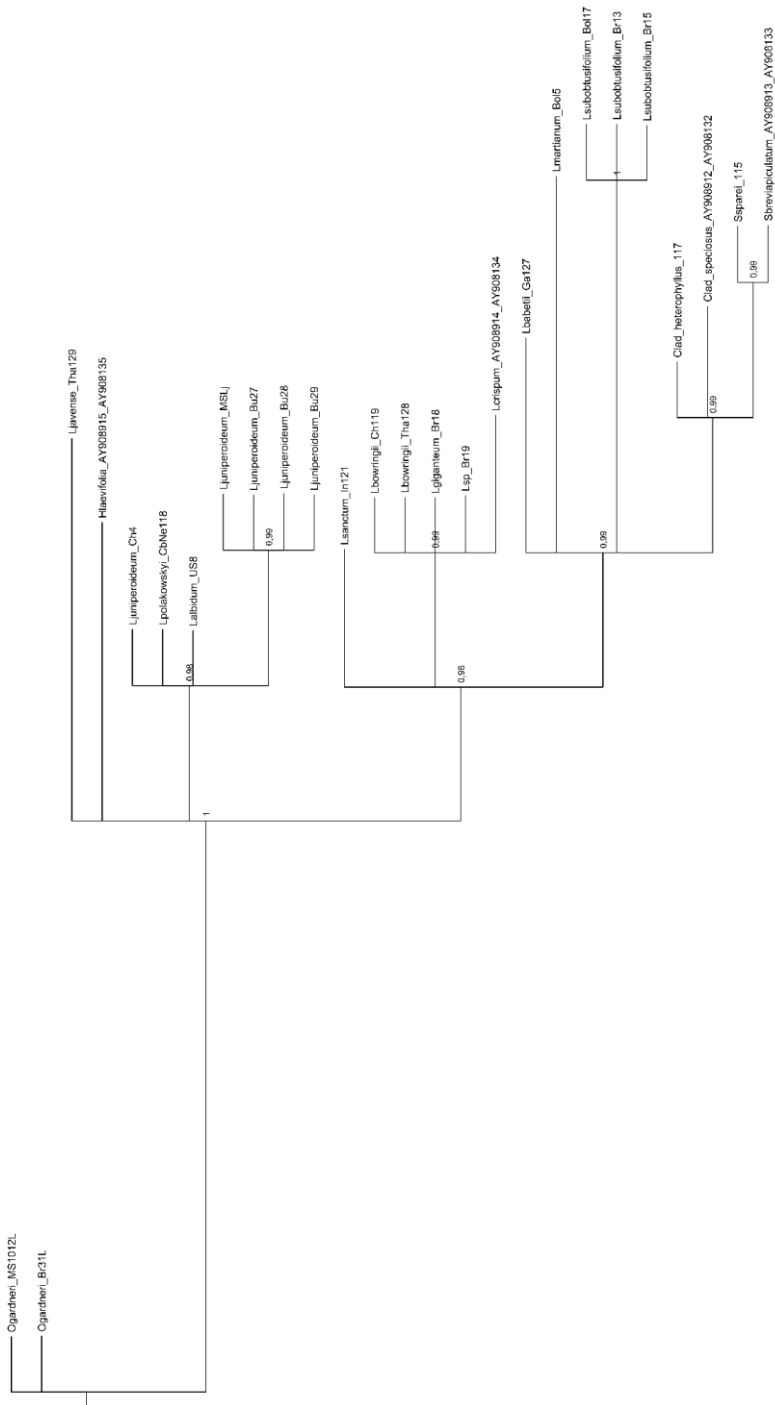 Ogardneri_MS1012L
Ogardneri_Br31L
Ljavense_Tha129
Hlaevifolia_AY908915_AY908135
Ljuniperoideum_Ch4
Lpolakowskyi_CbNe118
Lalbidum_US8
0,98
1
Ljuniperoideum_MSLj
Ljuniperoideum_Bu27
Ljuniperoideum_Bu28
Ljuniperoideum_Bu29
0,99
Lsanctum_In121
Lbowringii_Ch119
Lbowringii_Tha128
Lgiganteum_Br18
Lsp_Br19
Lcrispum_AY908914_AY908134
0,99
0,98
Lbabetii_Ga127
Lmartianum_Bol5
Lsubobtusifolium_Bol17
Lsubobtusifolium_Br13
Lsubobtusifolium_Br15
1
0,99
Clad_heterophyllus_117
Clad_speciosus_AY908912_AY908132
Ssparei_115
Sbreviapiculatum_AY908913_AY908133
0,99
0,99